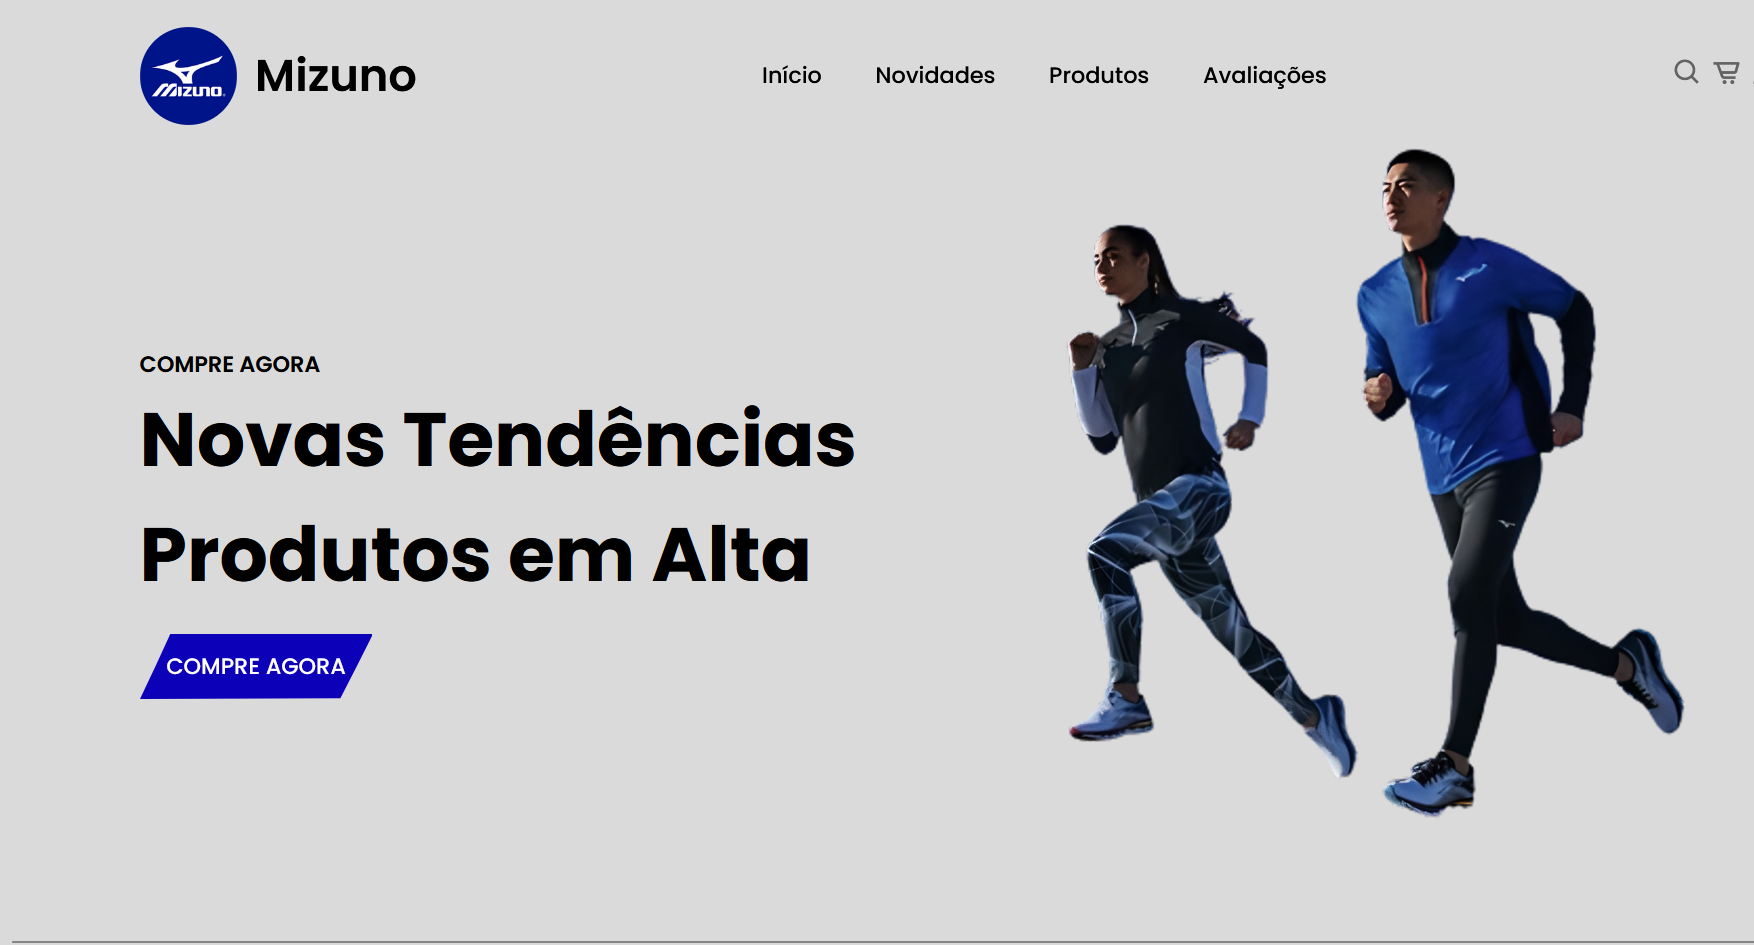 MIZUNO
Mizuno
Início
Novidades
Produtos
Avaliações
COMPRE AGORA
Novas Tendências
Produtos em Alta
COMPRE AGORA